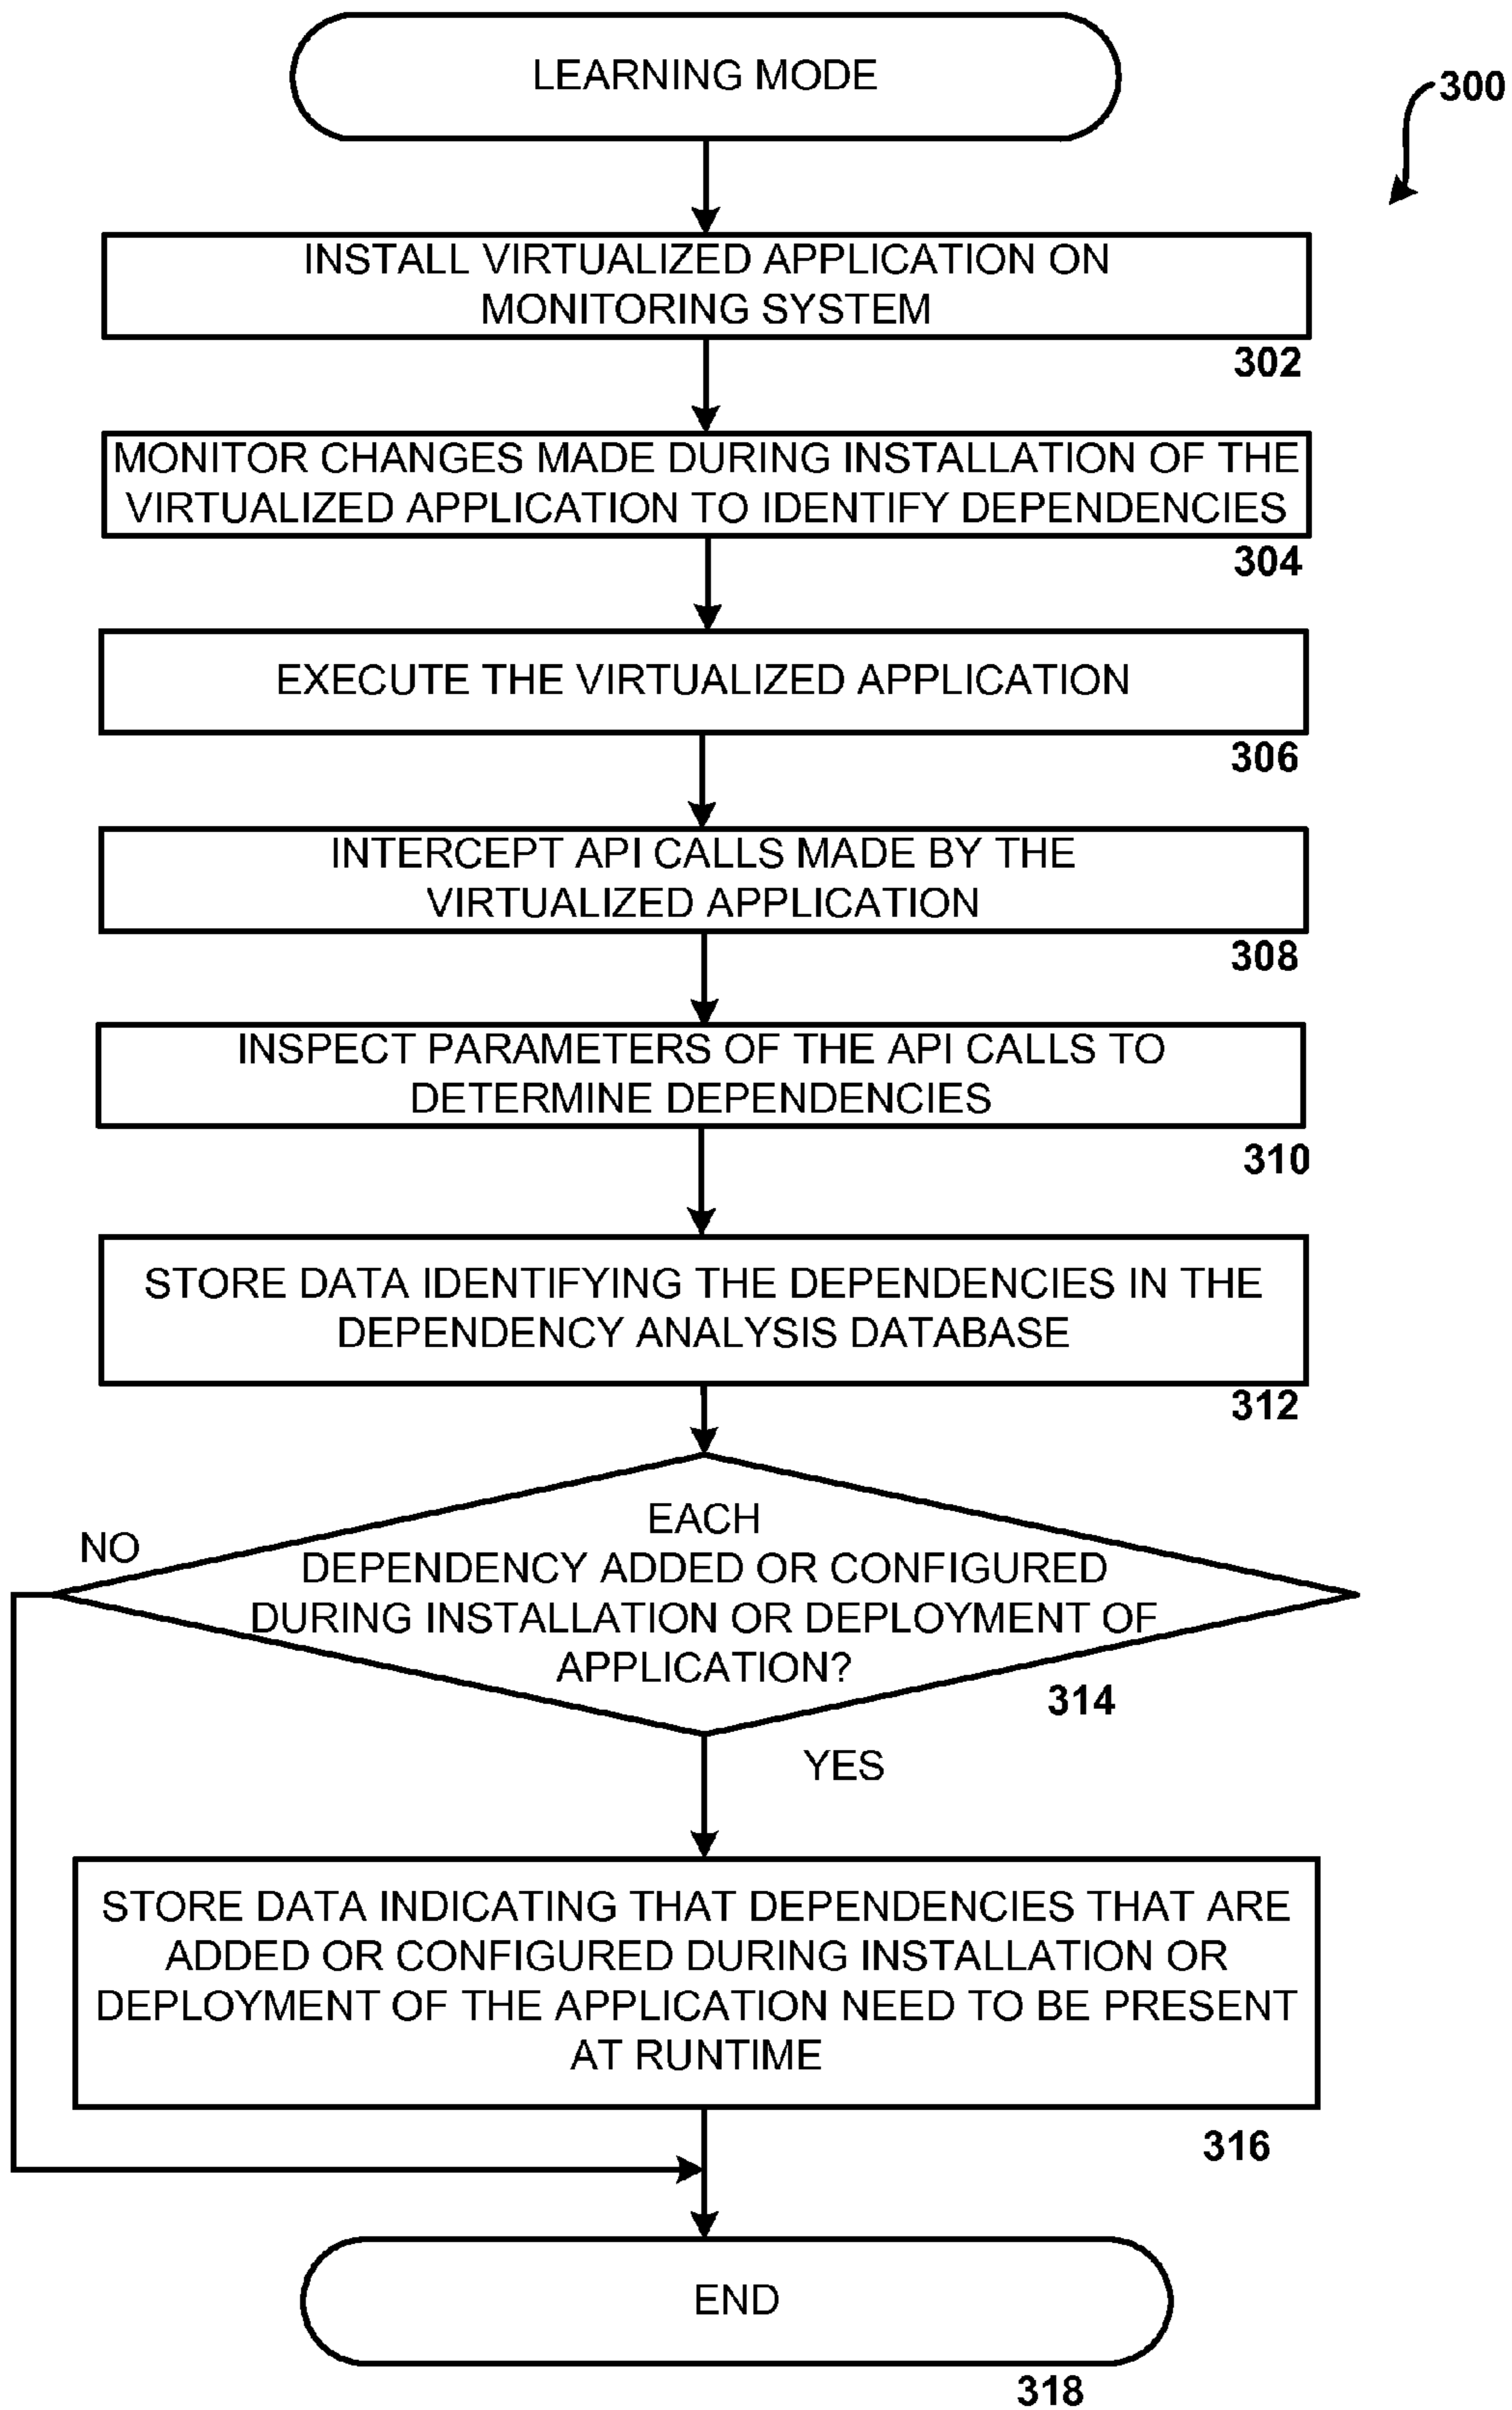 LEARNING MODE
300
INSTALL VIRTUALIZED APPLICATION ON
MONITORING SYSTEM
302
MONITOR CHANGES MADE DURING INSTALLATION OF THE
VIRTUALIZED APPLICATION TO IDENTIFY DEPENDENCIES
304
EXECUTE THE VIRTUALIZED APPLICATION
306
INTERCEPT API CALLS MADE BY THE
VIRTUALIZED APPLICATION
308
INSPECT PARAMETERS OF THE API CALLS TO
DETERMINE DEPENDENCIES
310
STORE DATA IDENTIFYING THE DEPENDENCIES IN THE
DEPENDENCY ANALYSIS DATABASE
312
NO
EACH
DEPENDENCY ADDED OR CONFIGURED
DURING INSTALLATION OR DEPLOYMENT OF
APPLICATION?
314
YES
STORE DATA INDICATING THAT DEPENDENCIES THAT ARE
ADDED OR CONFIGURED DURING INSTALLATION OR
DEPLOYMENT OF THE APPLICATION NEED TO BE PRESENT
AT RUNTIME
316
END
318